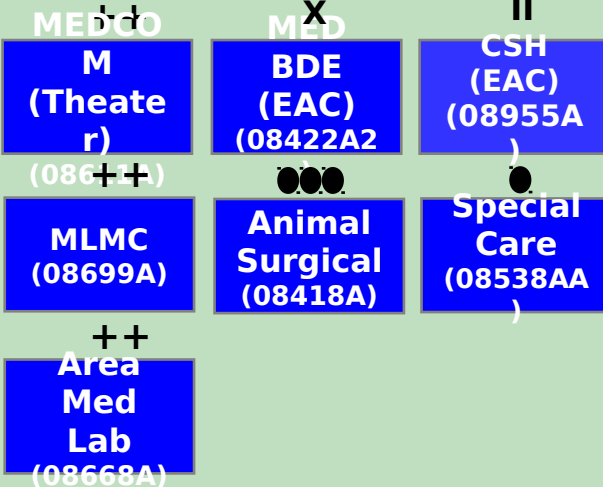 ++
MEDCO
M
(Theate
r)
(08611A)
X
MED
BDE
(EAC)
(08422A2
)
II
CSH
(EAC)
(08955A
)
++
MLMC
(08699A)
Animal
Surgical
(08418A)
Special
Care
(08538AA
)
++
Area
Med
Lab
(08668A)